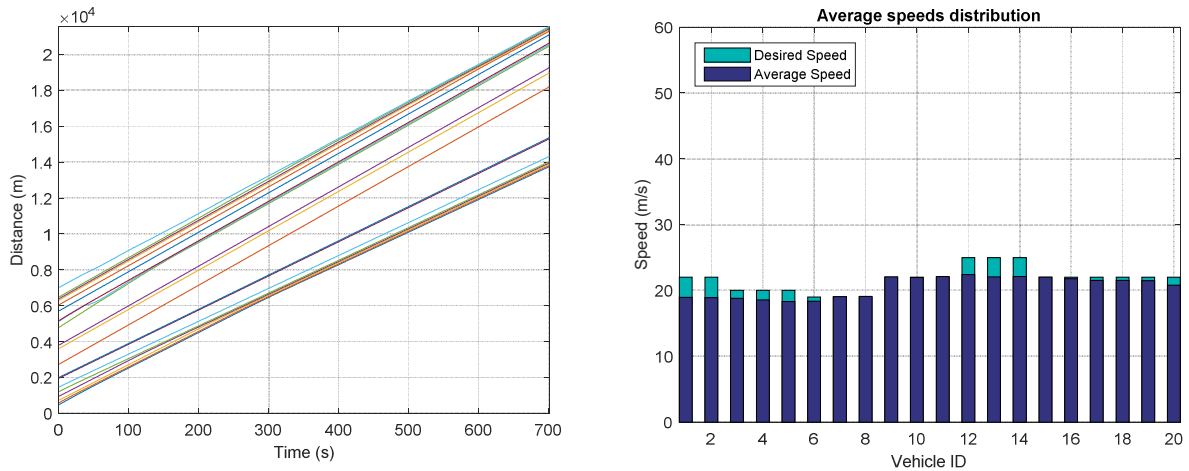 ×10⁴
2
1.8
1.6
1.4
1.2
1
0.8
0.6
0.4
0.2
0
0 100 200 300 400 500 600 700
Distance (m)
Time (s)
Average speeds distribution
60
50
40
30
20
10
0
Desired Speed
Average Speed
2 4 6 8 10 12 14 16 18 20
Speed (m/s)
Vehicle ID